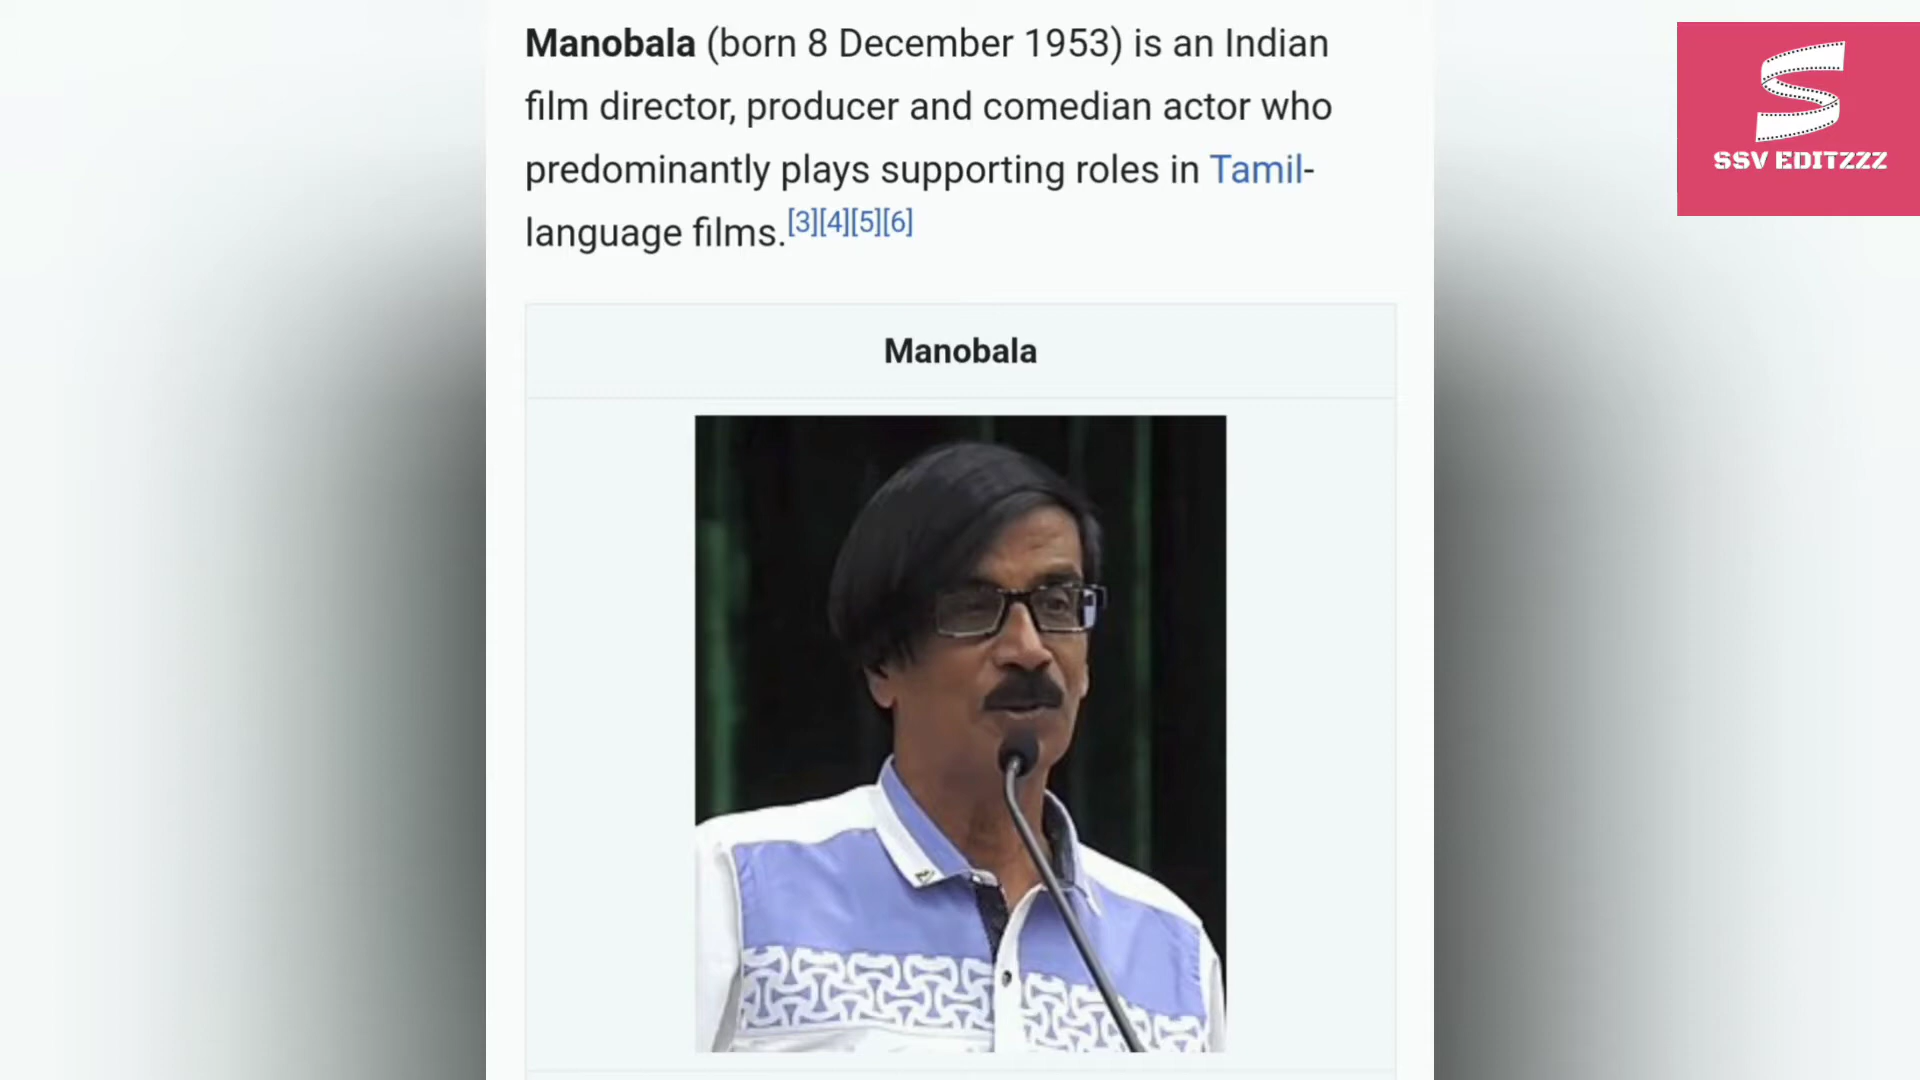 Manobala (born 8 December 1953) is an Indian
film director, producer and comedian actor who
predominantly plays supporting roles in Tamil-
language films.[3][4][5][6]
SSV EDITZZZ
Manobala